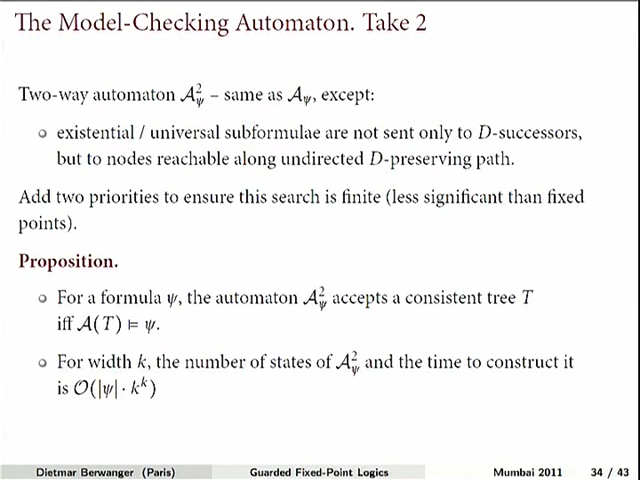 The Model-Checking Automaton. Take 2
Two-way automaton 𝒜²_ψ – same as 𝒜_ψ, except:
existential / universal subformulae are not sent only to D-successors,
but to nodes reachable along undirected D-preserving path.
Add two priorities to ensure this search is finite (less significant than fixed
points).
Proposition.
For a formula ψ, the automaton 𝒜²_ψ accepts a consistent tree T
iff 𝒜(T) ⊨ ψ.
For width k, the number of states of 𝒜²_ψ and the time to construct it
is 𝒪(|ψ| · k^k)
Dietmar Berwanger (Paris) Guarded Fixed-Point Logics Mumbai 2011 34 / 43